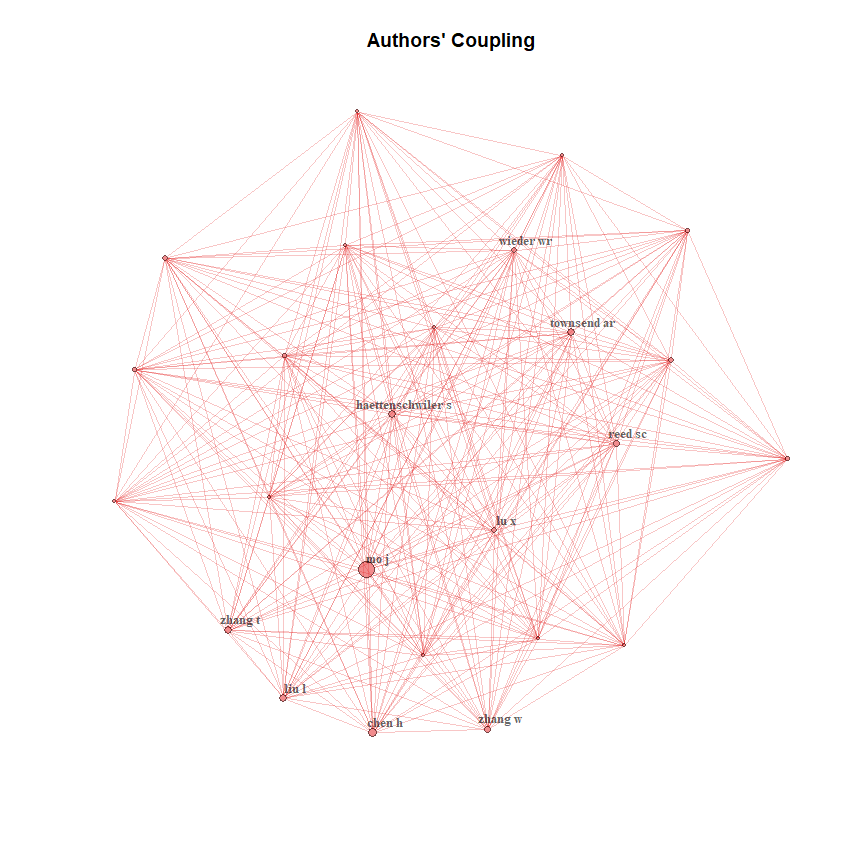 Authors' Coupling
wieder wr
townsend ar
haettenschwiler s
reed sc
lu x
mo j
zhang t
liu l
chen h
zhang w